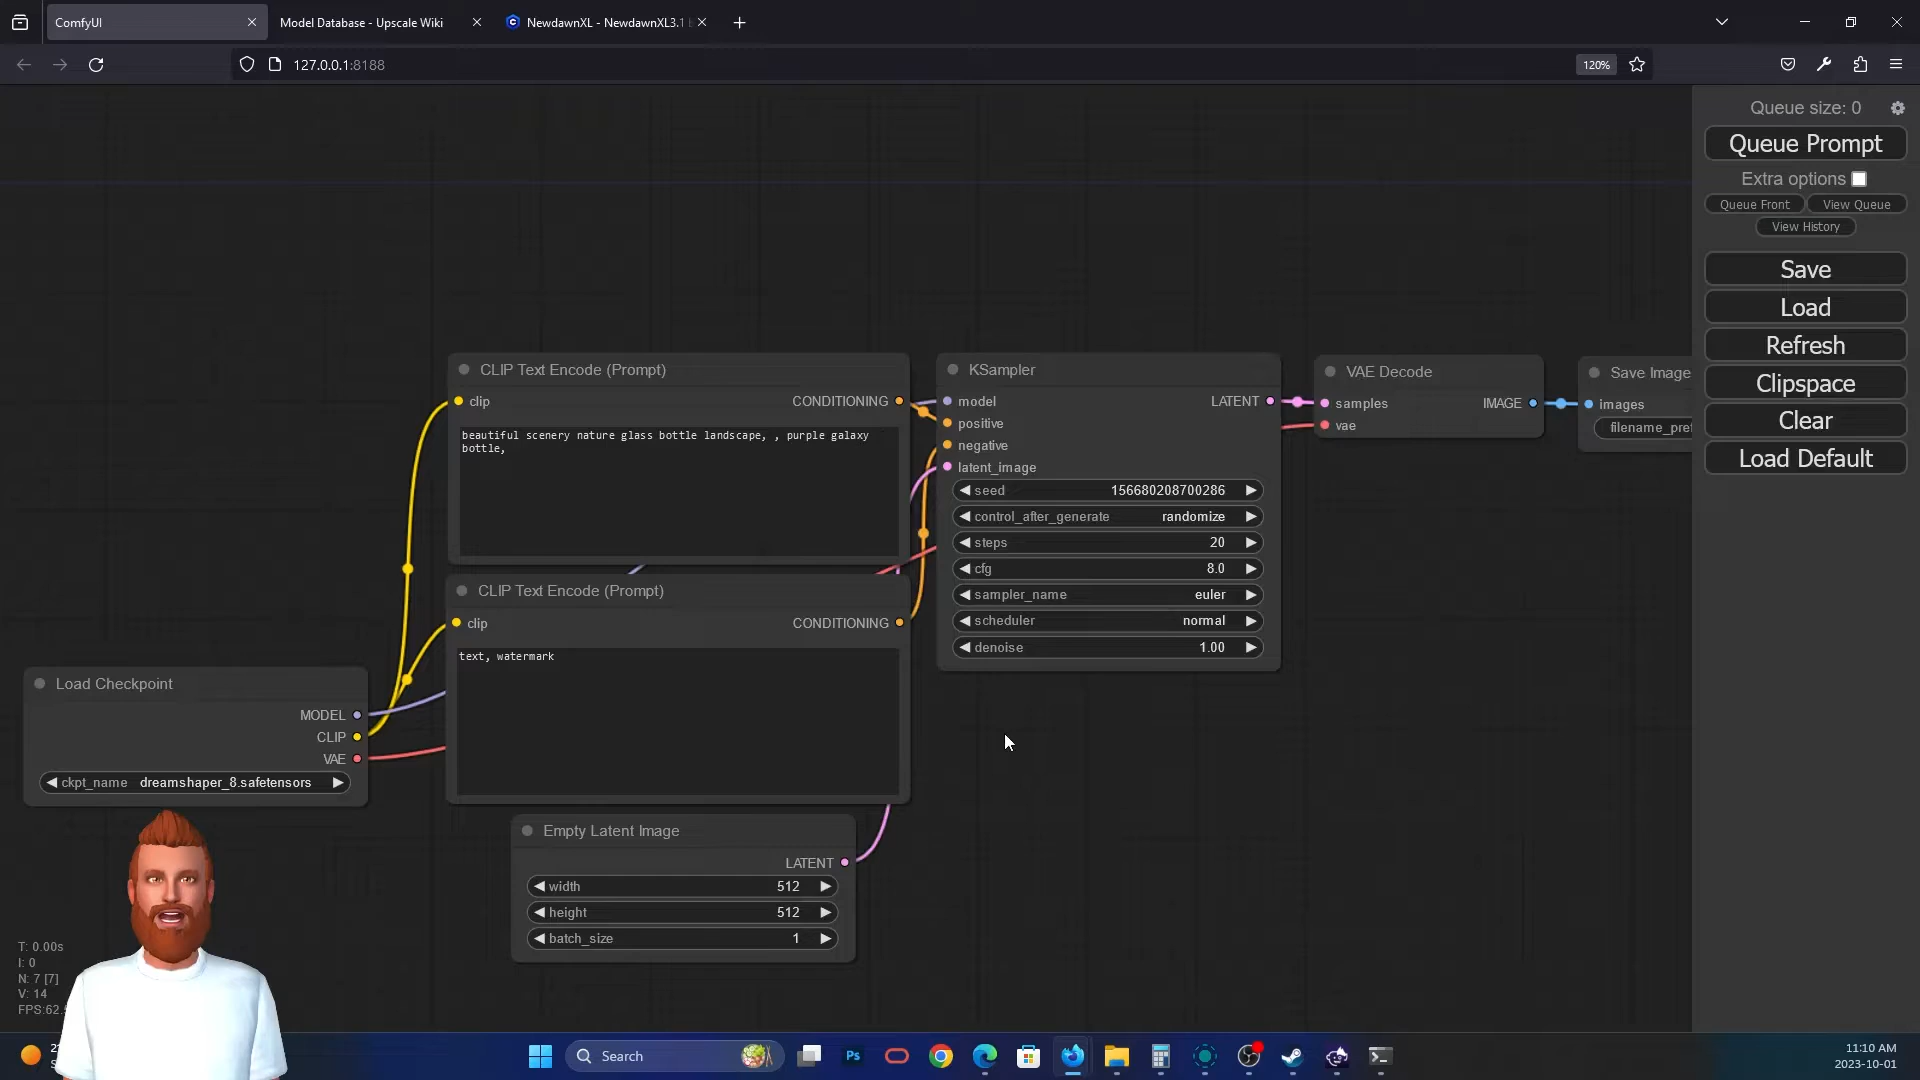 ComfyUI
Model Database - Upscale Wiki
NewdawnXL - NewdawnXL3.1
127.0.0.1:8188
120%
Queue size: 0
Queue Prompt
Extra options
Queue Front
View Queue
View History
Save
Load
Refresh
Clipspace
Clear
Load Default
CLIP Text Encode (Prompt)
clip
CONDITIONING
beautiful scenery nature glass bottle landscape, , purple galaxy
bottle,
KSampler
model
LATENT
positive
negative
latent_image
seed 156680208700286
control_after_generate randomize
steps 20
cfg 8.0
sampler_name euler
scheduler normal
denoise 1.00
VAE Decode
samples
IMAGE
vae
Save Image
images
filename_pref
CLIP Text Encode (Prompt)
clip
CONDITIONING
text, watermark
Load Checkpoint
MODEL
CLIP
VAE
ckpt_name dreamshaper_8.safetensors
Empty Latent Image
LATENT
width 512
height 512
batch_size 1
T: 0.00s
I: 0
N: 7 [7]
V: 14
FPS:62.
Search
Ps
11:10 AM
2023-10-01